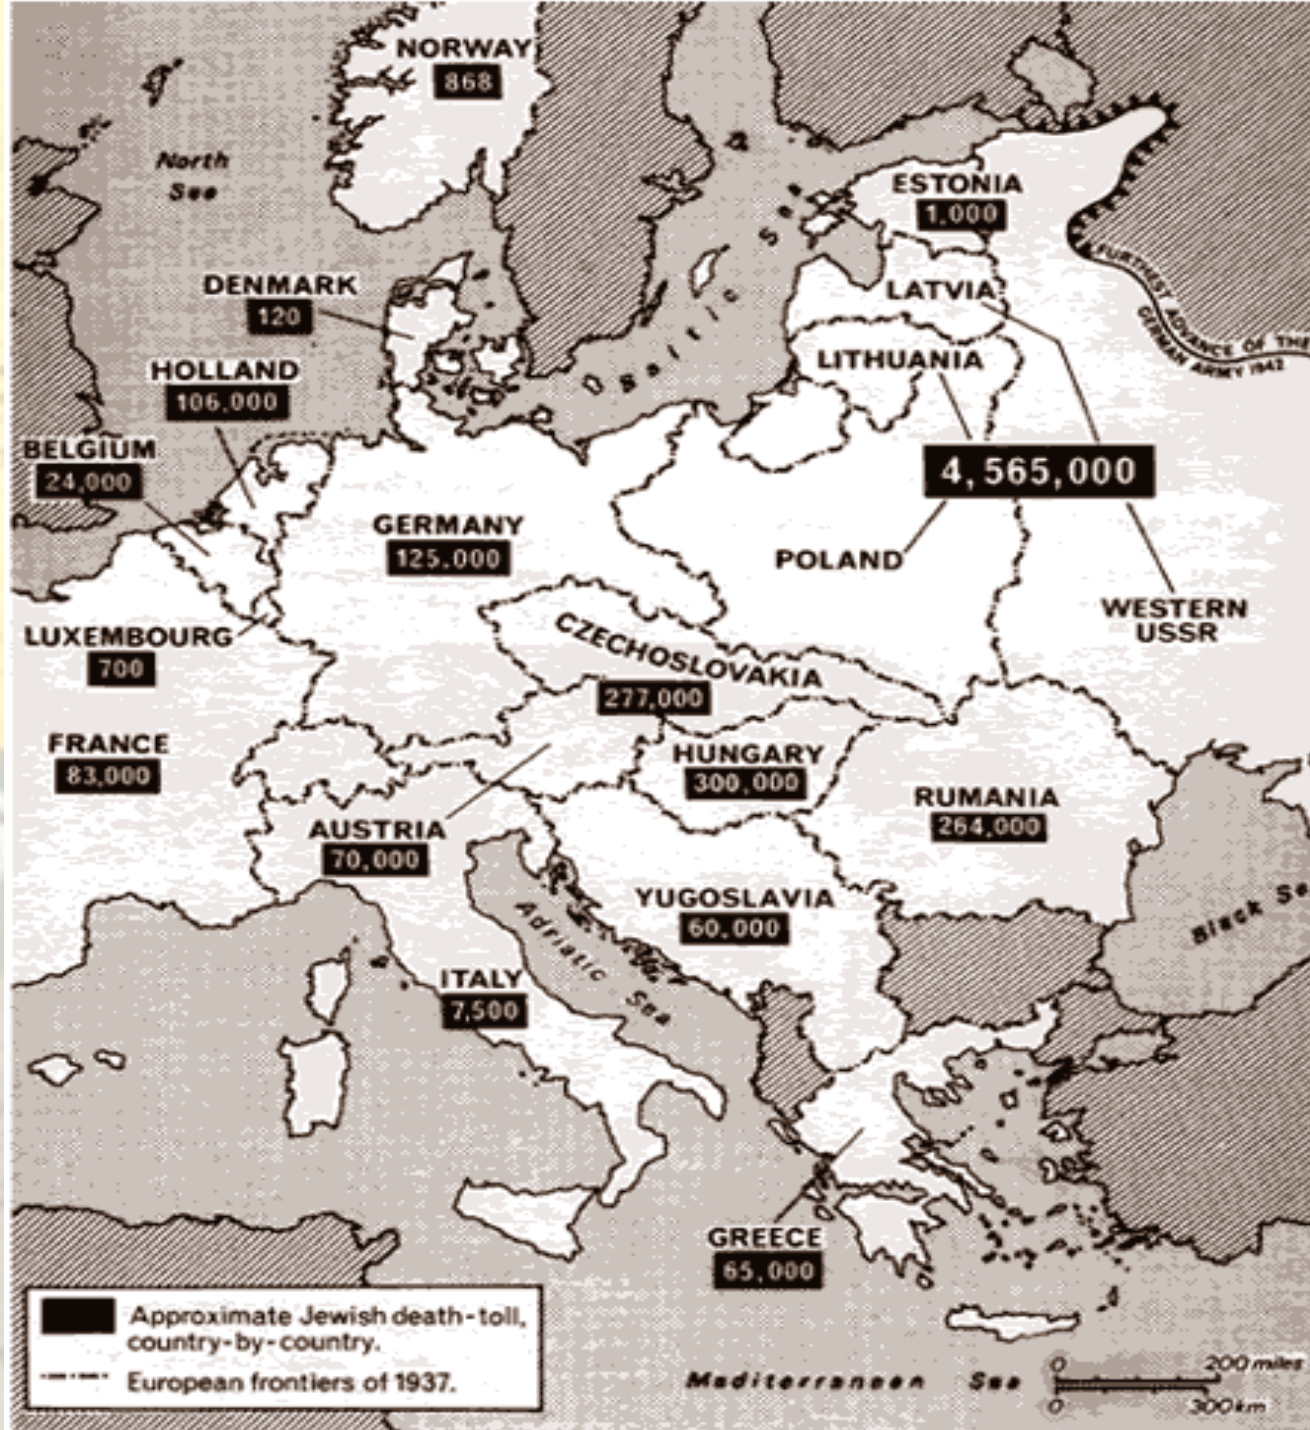 NORWAY
868
North
Sea
ESTONIA
1,000
Baltic Sea
DENMARK
120
LATVIA
FURTHEST ADVANCE OF THE
GERMAN ARMY 1942
LITHUANIA
HOLLAND
106,000
BELGIUM
24,000
4,565,000
GERMANY
125,000
POLAND
WESTERN
USSR
LUXEMBOURG
700
CZECHOSLOVAKIA
277,000
FRANCE
83,000
HUNGARY
300,000
RUMANIA
264,000
AUSTRIA
70,000
YUGOSLAVIA
60,000
Black Se
Adriatic Sea
ITALY
7,500
GREECE
65,000
Approximate Jewish death-toll,
country-by-country.
European frontiers of 1937.
Mediterranean Sea
0 200 miles
0 300km